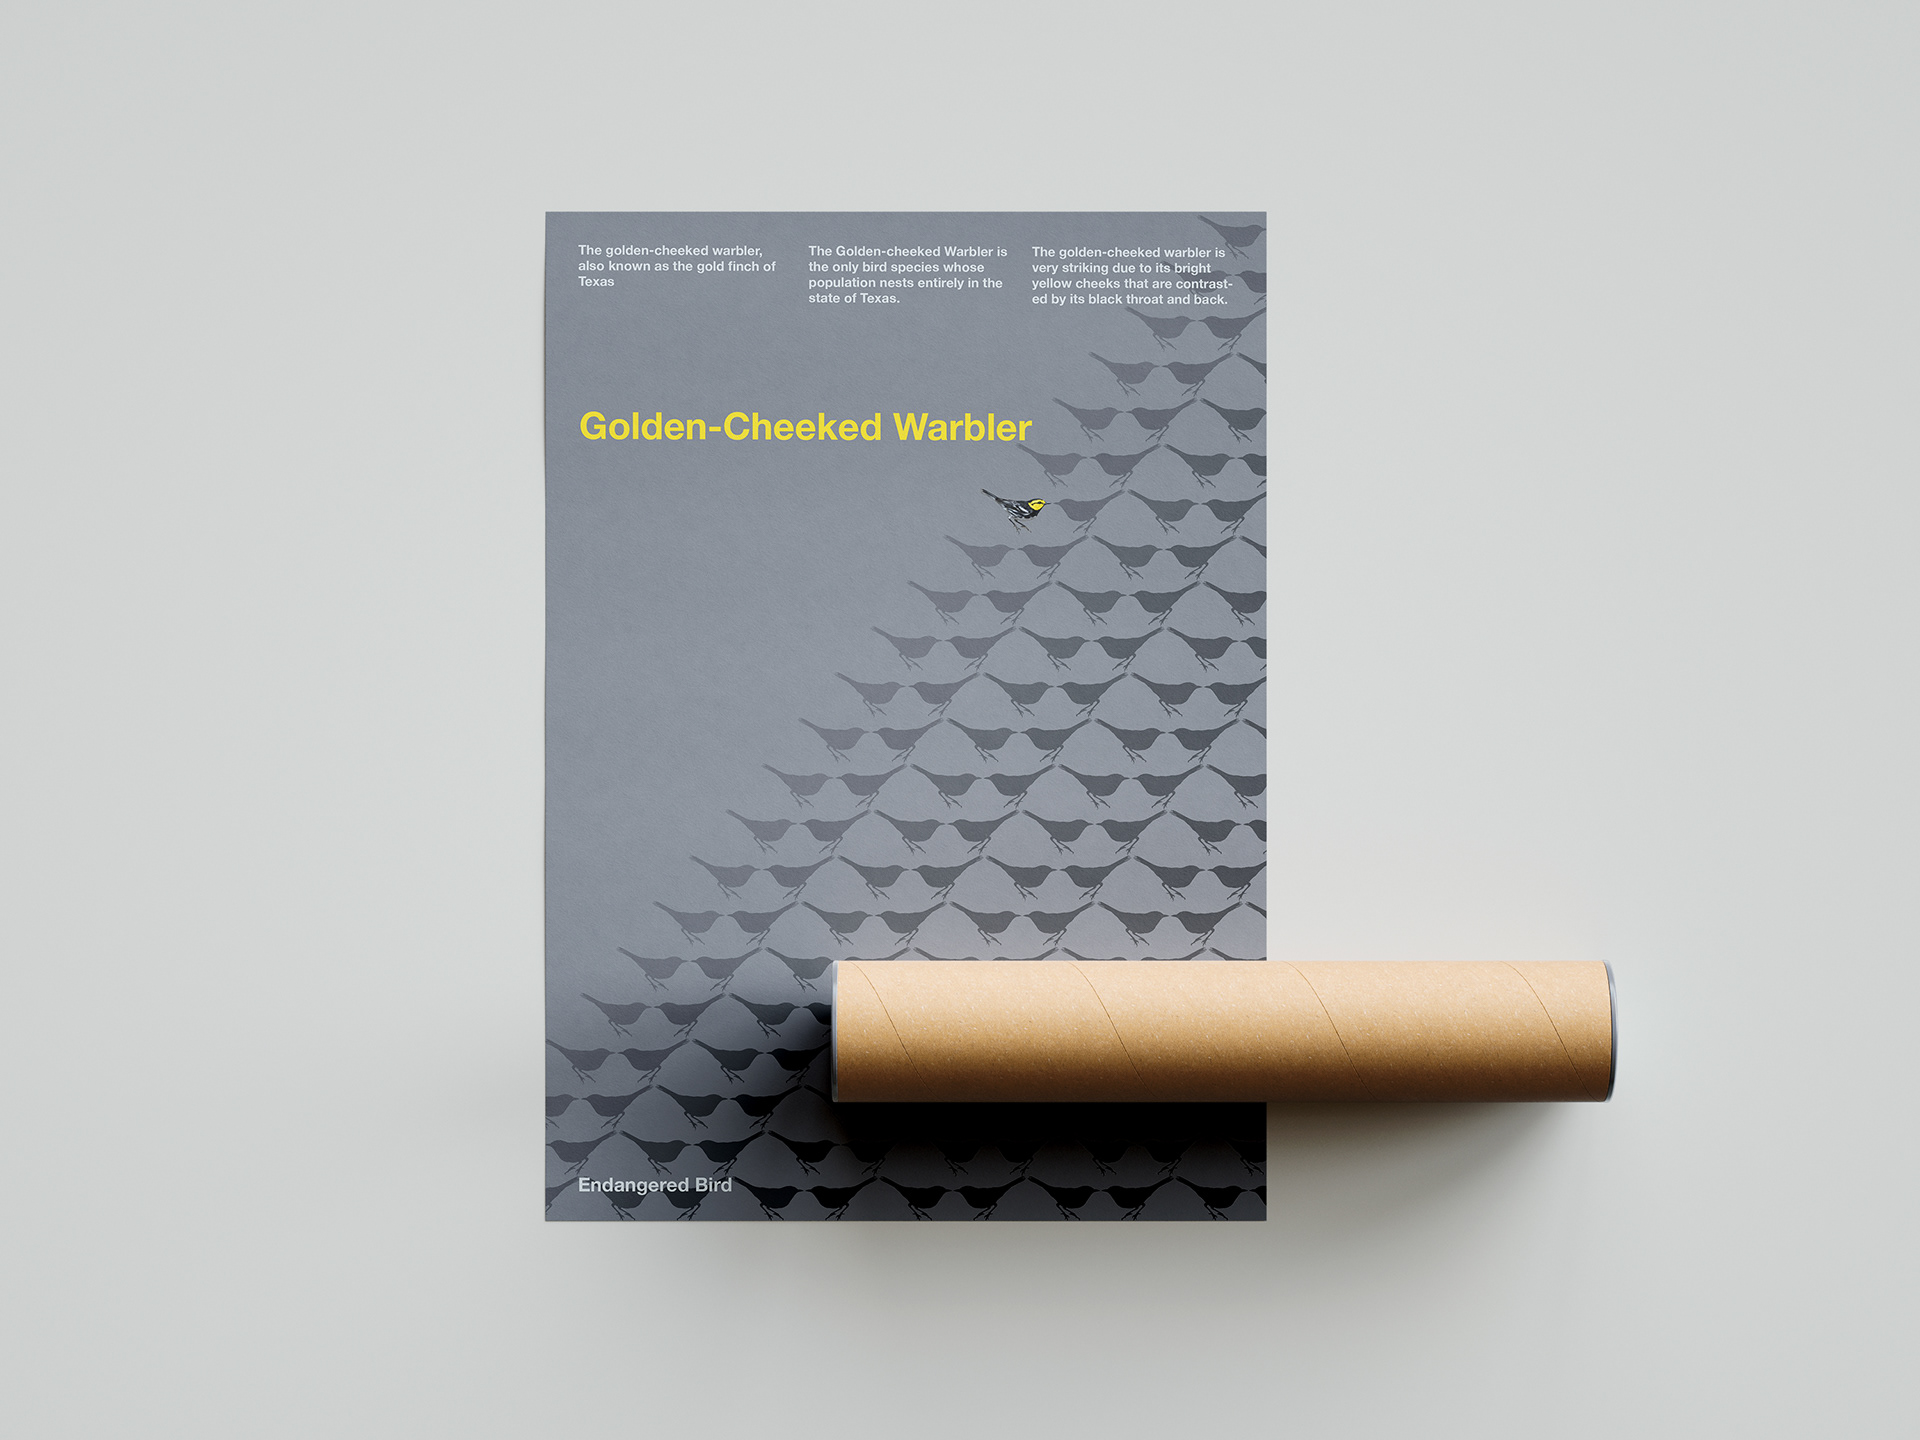 The golden-cheeked warbler,
also known as the gold finch of
Texas
The Golden-cheeked Warbler is
the only bird species whose
population nests entirely in the
state of Texas.
The golden-cheeked warbler is
very striking due to its bright
yellow cheeks that are contrast-
ed by its black throat and back.
Golden-Cheeked Warbler
Endangered Bird